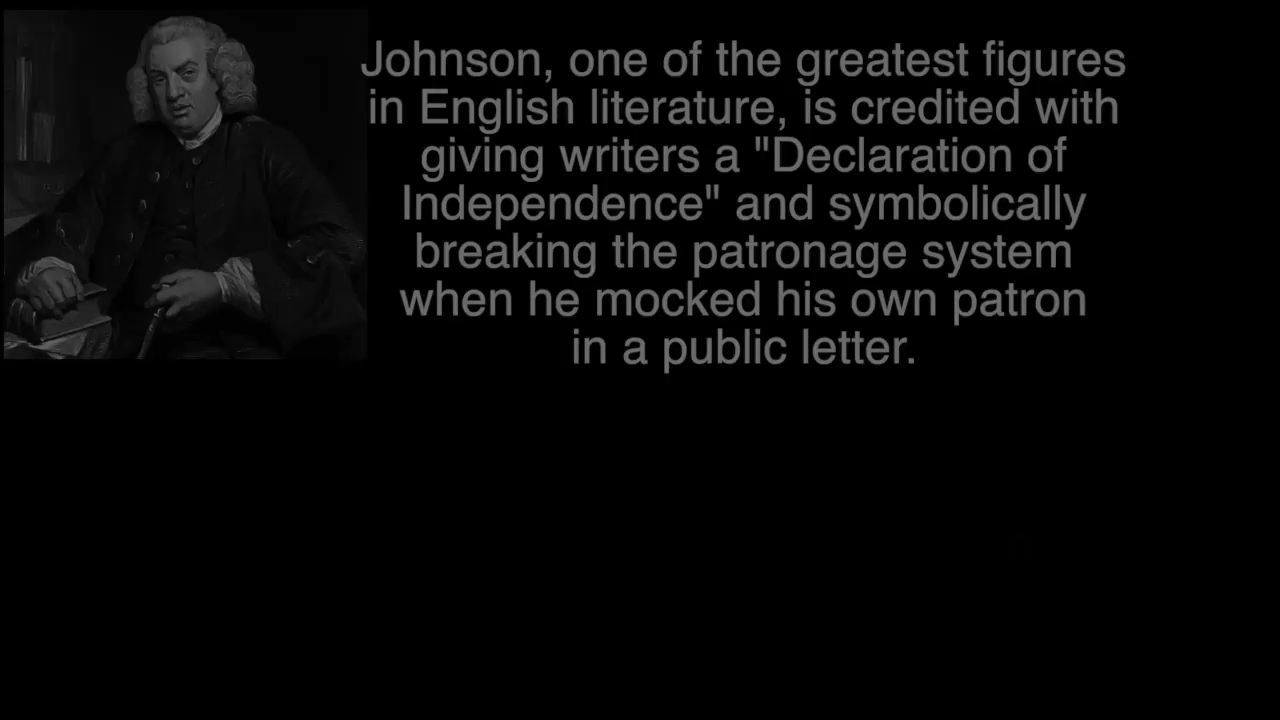 Johnson, one of the greatest figures
in English literature, is credited with
giving writers a "Declaration of
Independence" and symbolically
breaking the patronage system
when he mocked his own patron
in a public letter.